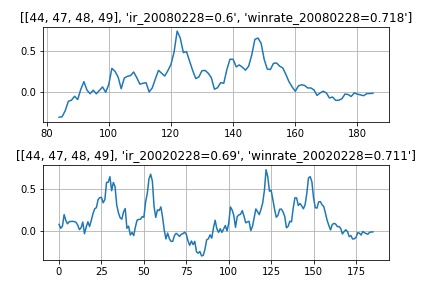 [[44, 47, 48, 49], 'ir_20080228=0.6', 'winrate_20080228=0.718']
0.5
0.0
80 100 120 140 160 180
[[44, 47, 48, 49], 'ir_20020228=0.69', 'winrate_20020228=0.711']
0.5
0.0
0 25 50 75 100 125 150 175